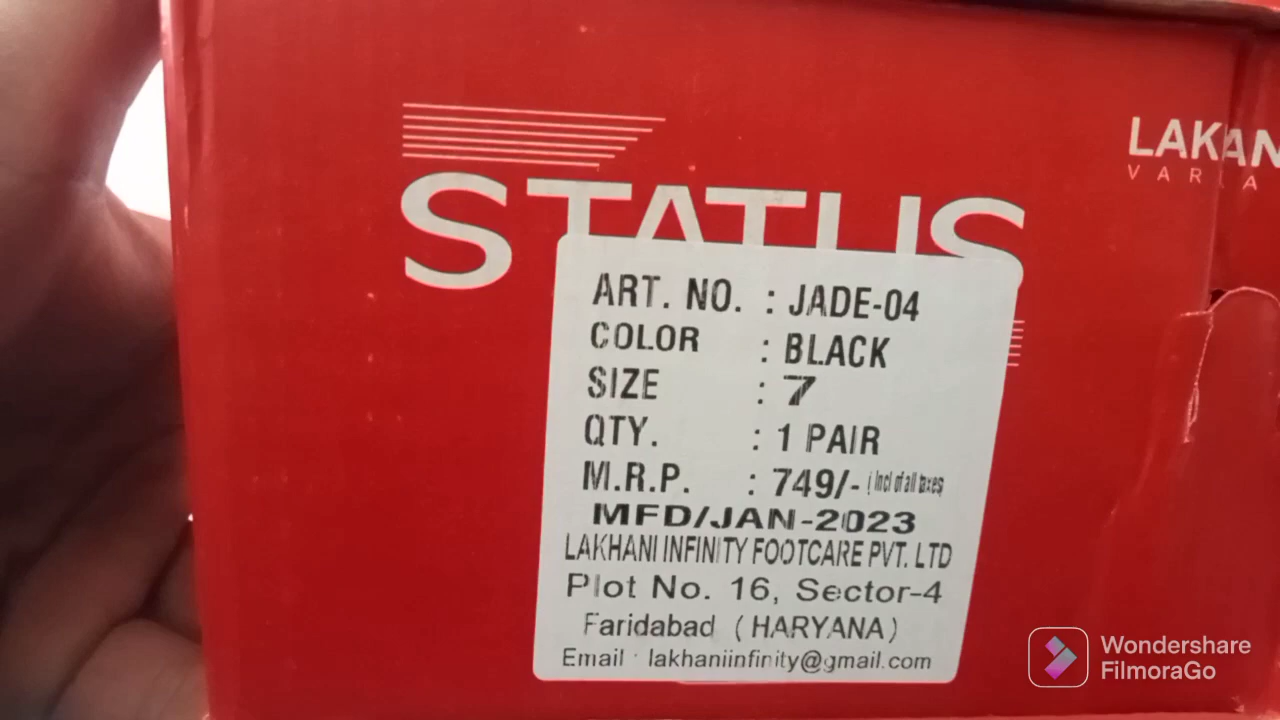 STATUS
LAKAN
VARIA
ART. NO. : JADE-04
COLOR : BLACK
SIZE : 7
QTY. : 1 PAIR
M.R.P. : 749/- (Incl of all taxes)
MFD/JAN-2023
LAKHANI INFINITY FOOTCARE PVT. LTD
Plot No. 16, Sector-4
Faridabad (HARYANA)
Email : lakhaniinfinity@gmail.com
Wondershare
FilmoraGo